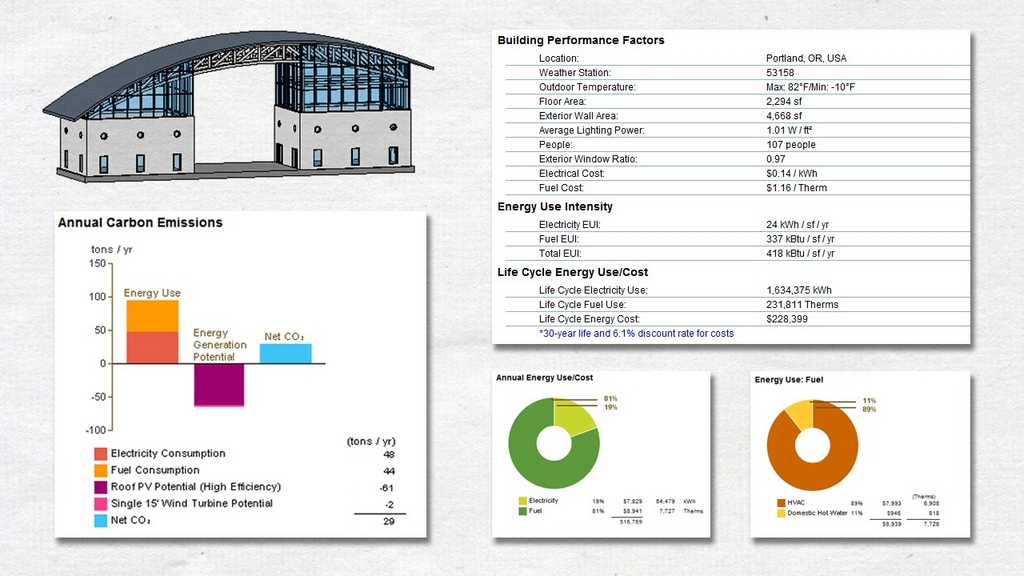 Building Performance Factors
Location: Portland, OR, USA
Weather Station: 53158
Outdoor Temperature: Max: 82°F/Min: -10°F
Floor Area: 2,294 sf
Exterior Wall Area: 4,668 sf
Average Lighting Power: 1.01 W / ft²
People: 107 people
Exterior Window Ratio: 0.97
Electrical Cost: $0.14 / kWh
Fuel Cost: $1.16 / Therm
Energy Use Intensity
Electricity EUI: 24 kWh / sf / yr
Fuel EUI: 337 kBtu / sf / yr
Total EUI: 418 kBtu / sf / yr
Life Cycle Energy Use/Cost
Life Cycle Electricity Use: 1,634,375 kWh
Life Cycle Fuel Use: 231,811 Therms
Life Cycle Energy Cost: $228,399
*30-year life and 6.1% discount rate for costs
Annual Carbon Emissions
tons / yr
150
100
50
0
-50
-100
Energy Use
Energy
Generation
Potential
Net CO₂
(tons / yr)
Electricity Consumption 48
Fuel Consumption 44
Roof PV Potential (High Efficiency) -61
Single 15' Wind Turbine Potential -2
Net CO₂ 29
Annual Energy Use/Cost
81%
19%
Electricity 19% $7,829 54,479 kWh
Fuel 81% $8,941 7,727 Therms
$16,769
Energy Use: Fuel
11%
89%
(Therms)
HVAC 89% $7,993 6,908
Domestic Hot Water 11% $946 818
$8,939 7,726